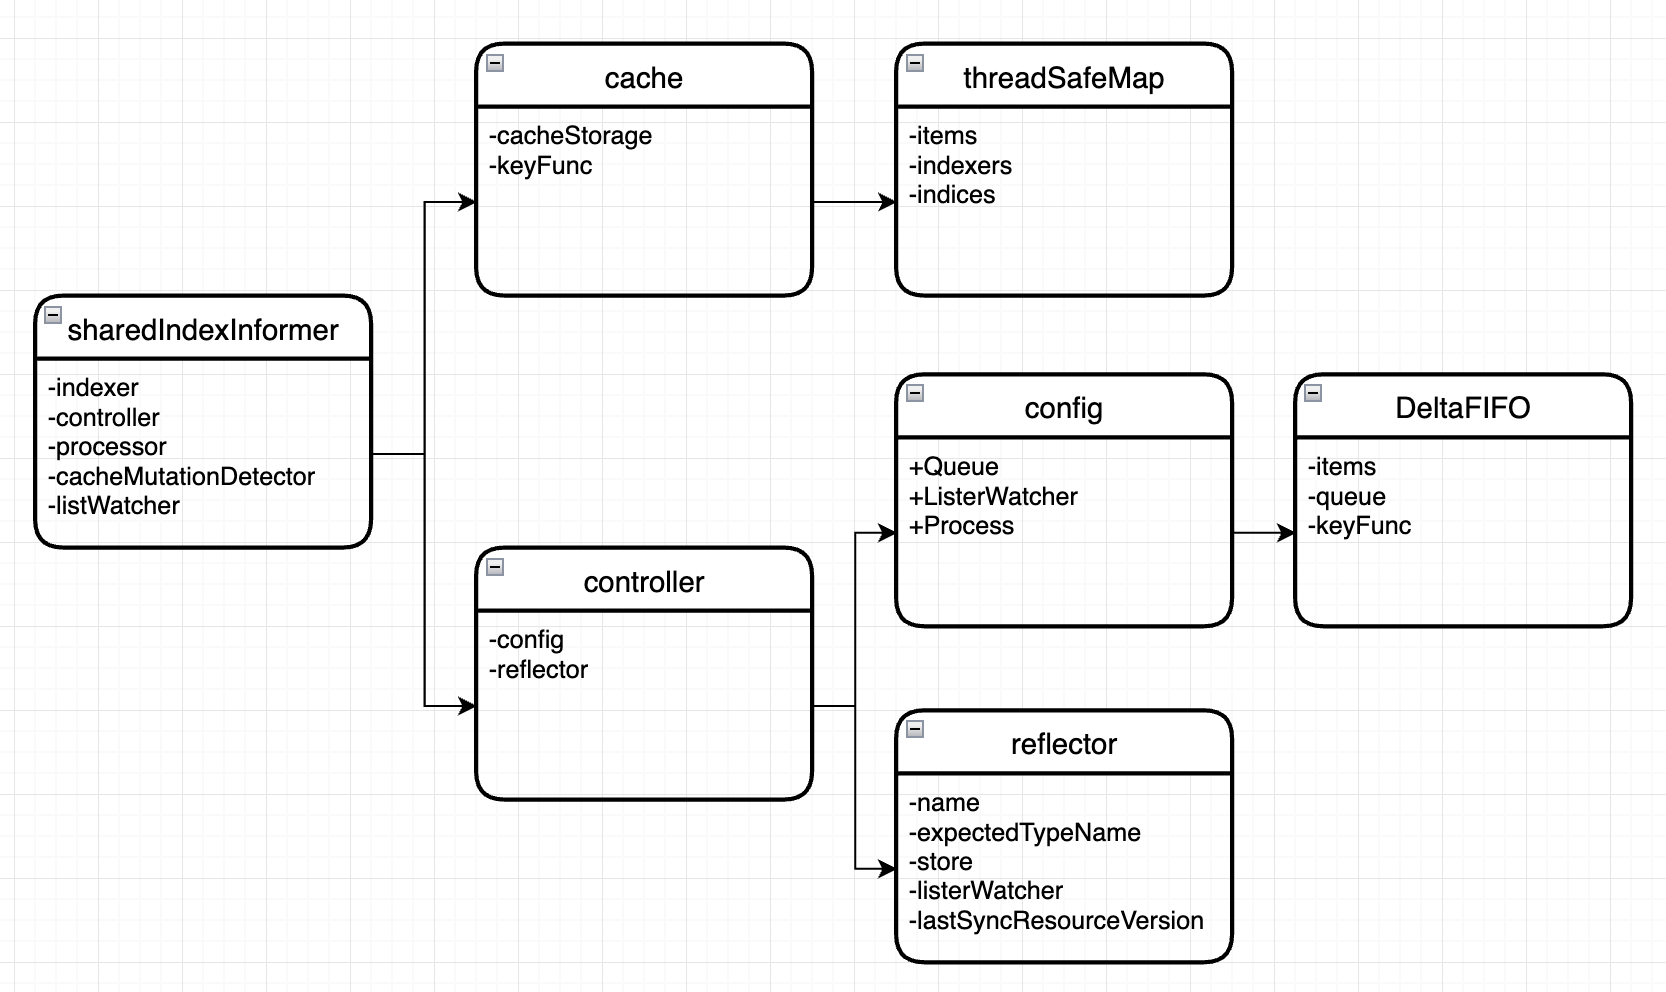 cache
-cacheStorage
-keyFunc
threadSafeMap
-items
-indexers
-indices
sharedIndexInformer
-indexer
-controller
-processor
-cacheMutationDetector
-listWatcher
config
+Queue
+ListerWatcher
+Process
DeltaFIFO
-items
-queue
-keyFunc
controller
-config
-reflector
reflector
-name
-expectedTypeName
-store
-listerWatcher
-lastSyncResourceVersion